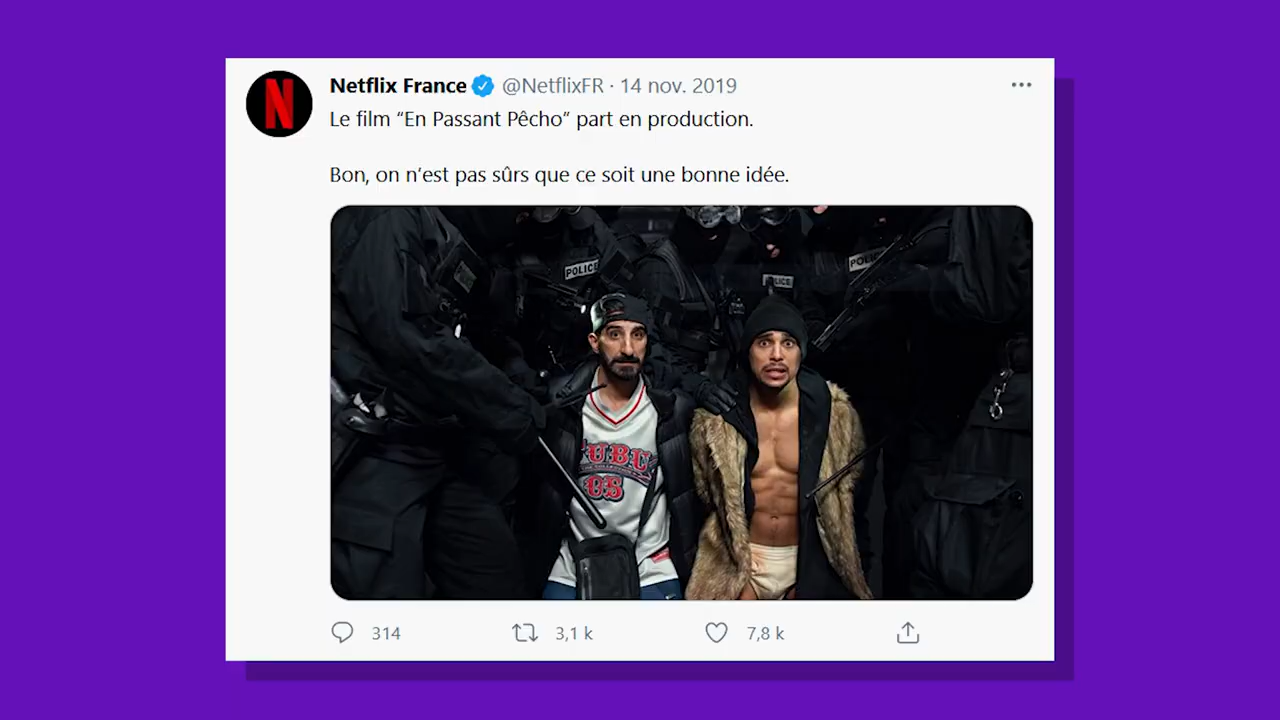 Netflix France @NetflixFR · 14 nov. 2019
Le film “En Passant Pêcho” part en production.
Bon, on n’est pas sûrs que ce soit une bonne idée.
POLICE
POLICE
314
3,1 k
7,8 k